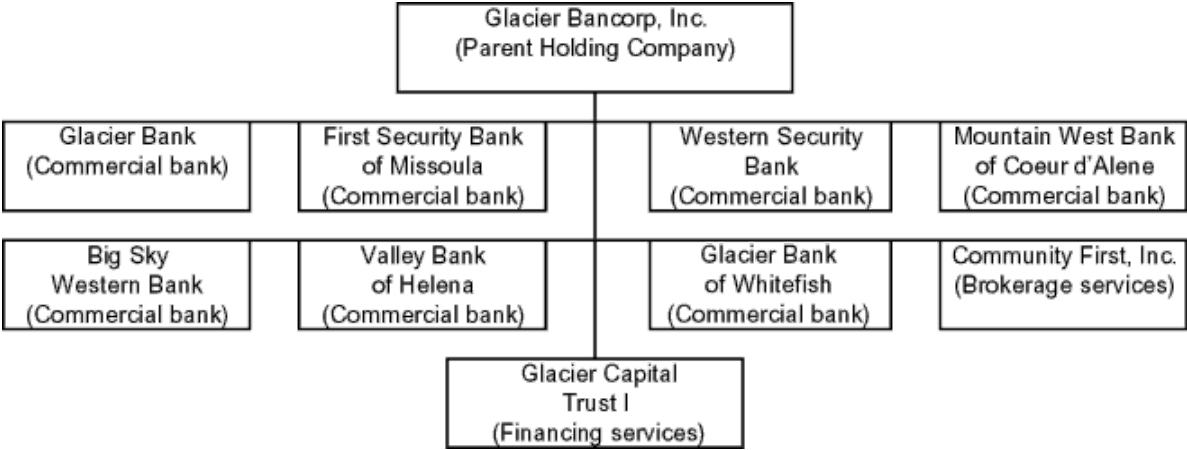 Glacier Bancorp, Inc.
(Parent Holding Company)
Glacier Bank
(Commercial bank)
First Security Bank
of Missoula
(Commercial bank)
Western Security
Bank
(Commercial bank)
Mountain West Bank
of Coeur d'Alene
(Commercial bank)
Big Sky
Western Bank
(Commercial bank)
Valley Bank
of Helena
(Commercial bank)
Glacier Bank
of Whitefish
(Commercial bank)
Community First, Inc.
(Brokerage services)
Glacier Capital
Trust I
(Financing services)